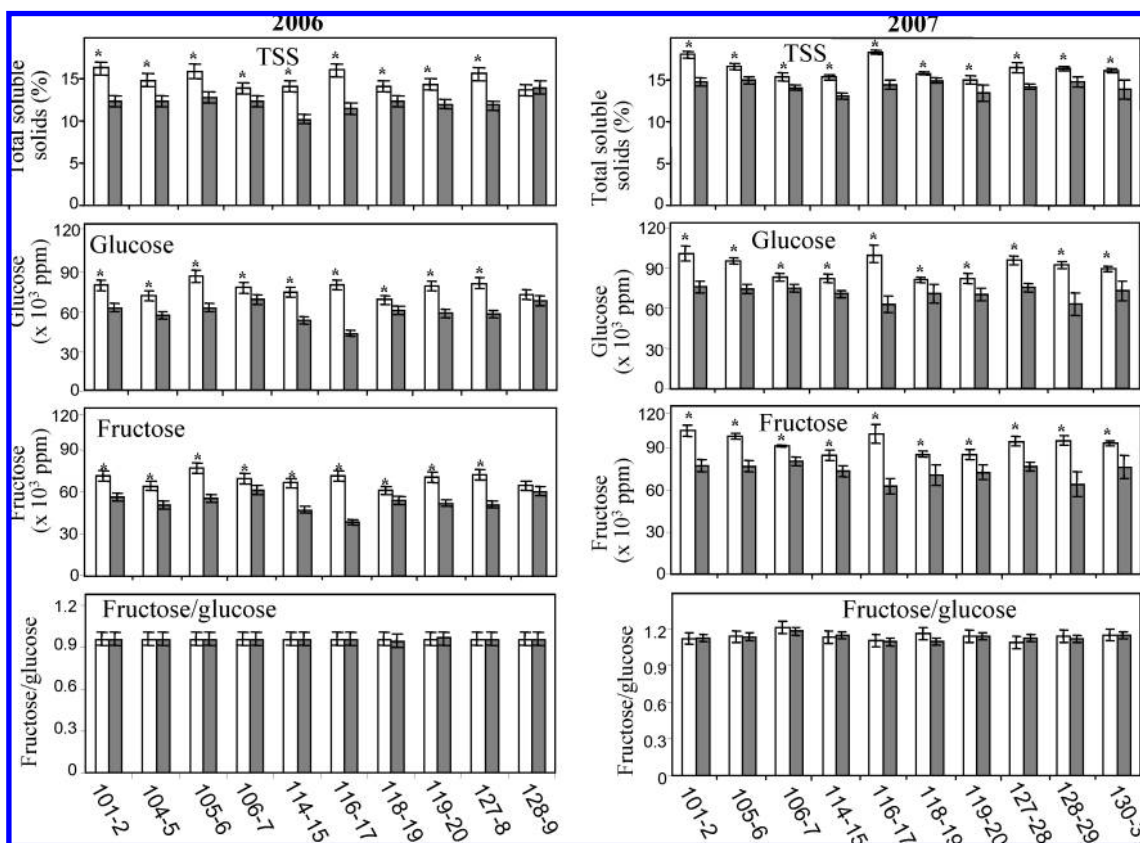 2006
TSS
Total soluble
solids (%)
15
10
5
0
Glucose
Glucose
(x 10³ ppm)
120
90
60
30
0
Fructose
Fructose
(x 10³ ppm)
120
90
60
30
0
Fructose/glucose
Fructose/glucose
1.2
0.9
0.6
0.3
0
101-2
104-5
105-6
106-7
114-15
116-17
118-19
119-20
127-8
128-9
2007
TSS
Total soluble
solids (%)
20
15
10
5
0
Glucose
Glucose
(x 10³ ppm)
120
90
60
30
0
Fructose
Fructose
(x 10³ ppm)
120
90
60
30
0
Fructose/glucose
Fructose/glucose
1.2
0.9
0.6
0.3
0
101-2
105-6
106-7
114-15
116-17
118-19
119-20
127-28
128-29